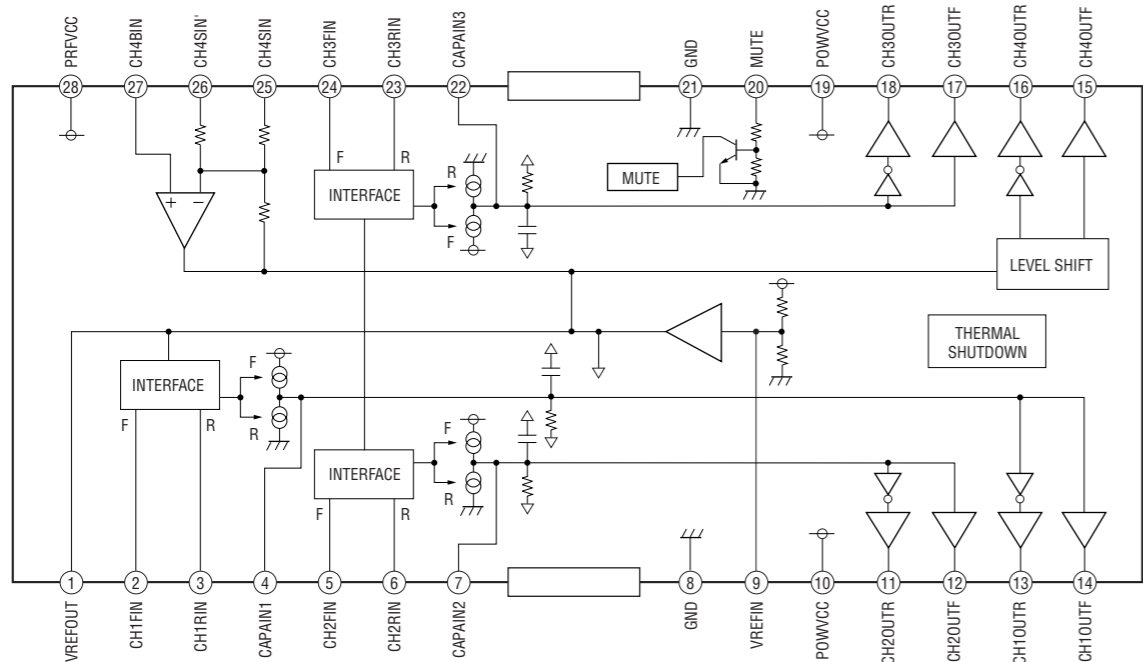 PRFVCC
CH4BIN
CH4SIN'
CH4SIN
CH3FIN
CH3RIN
CAPAIN3
GND
MUTE
POWVCC
CH3OUTR
CH3OUTF
CH4OUTR
CH4OUTF
28
27
26
25
24
23
22
21
20
19
18
17
16
15
F
R
INTERFACE
R
F
MUTE
+
−
LEVEL SHIFT
THERMAL
SHUTDOWN
INTERFACE
F
R
F
R
INTERFACE
F
R
F
R
1
2
3
4
5
6
7
8
9
10
11
12
13
14
VREFOUT
CH1FIN
CH1RIN
CAPAIN1
CH2FIN
CH2RIN
CAPAIN2
GND
VREFIN
POWVCC
CH2OUTR
CH2OUTF
CH1OUTR
CH1OUTF